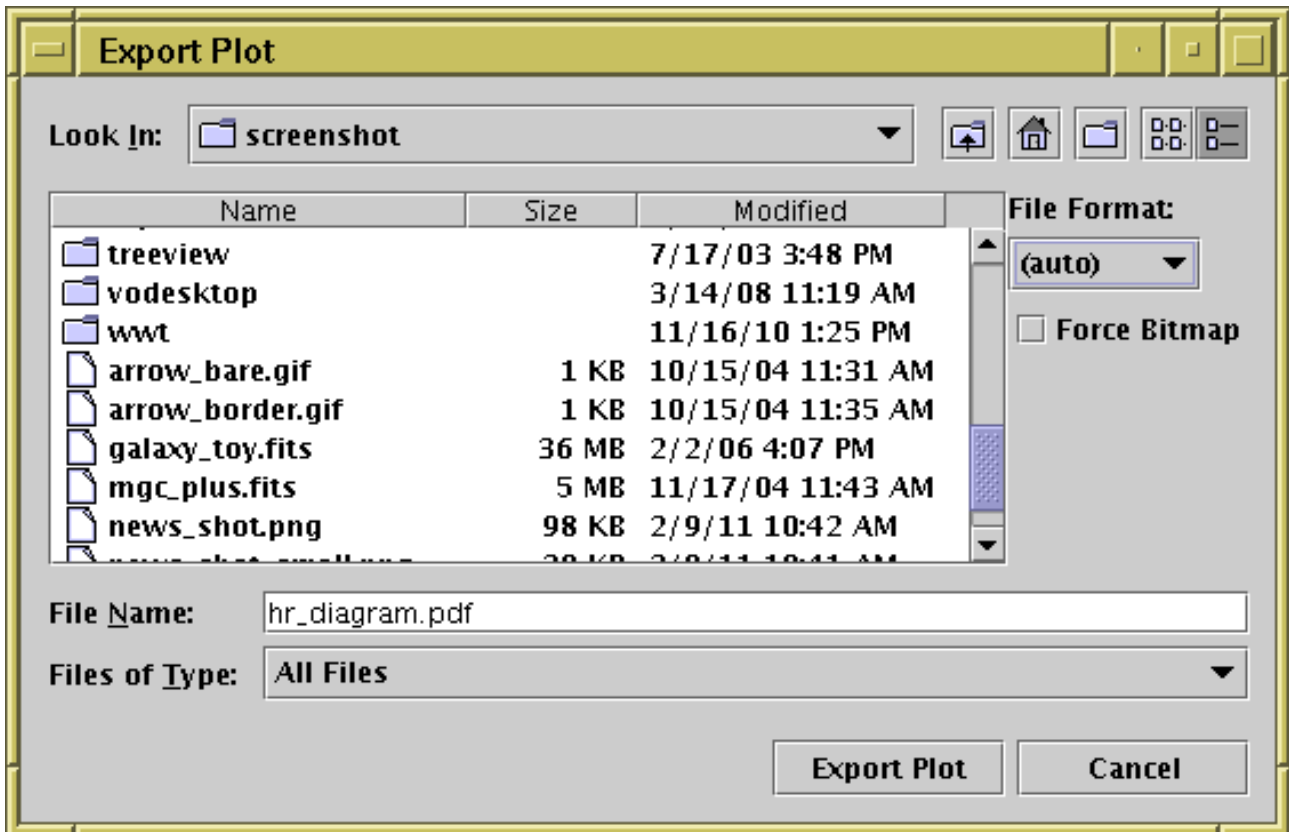 Export Plot
Look In: screenshot
Name Size Modified File Format:
treeview 7/17/03 3:48 PM
(auto)
vodesktop 3/14/08 11:19 AM
wwt 11/16/10 1:25 PM
Force Bitmap
arrow_bare.gif 1 KB 10/15/04 11:31 AM
arrow_border.gif 1 KB 10/15/04 11:35 AM
galaxy_toy.fits 36 MB 2/2/06 4:07 PM
mgc_plus.fits 5 MB 11/17/04 11:43 AM
news_shot.png 98 KB 2/9/11 10:42 AM
File Name: hr_diagram.pdf
Files of Type: All Files
Export Plot Cancel